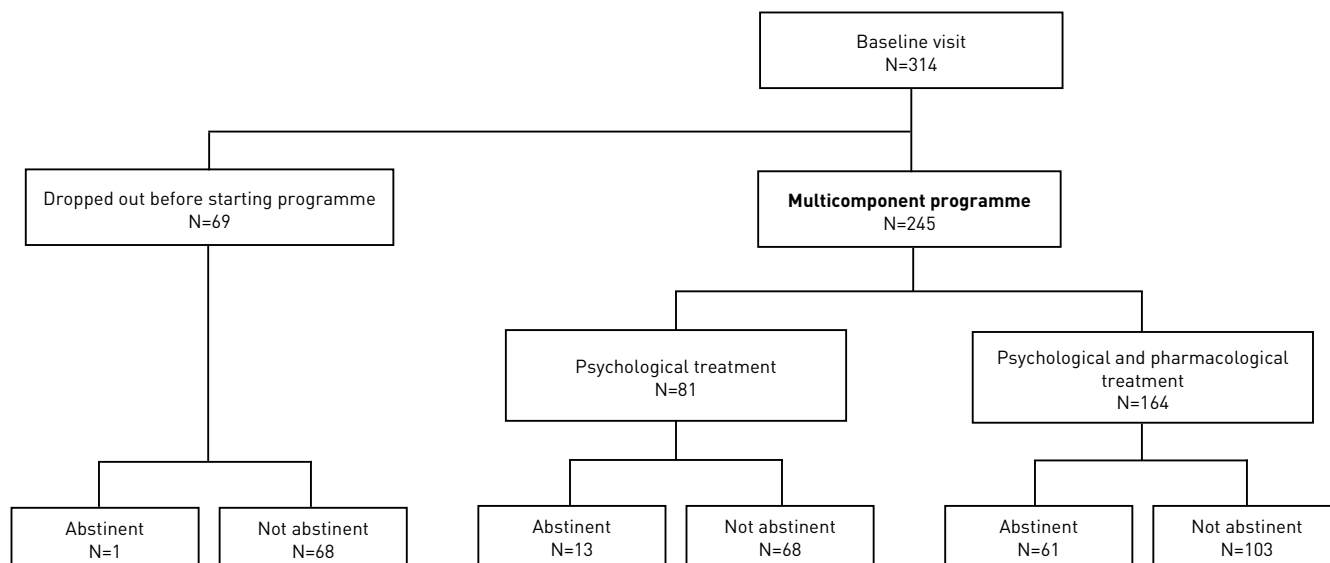 Baseline visit
N=314
Dropped out before starting programme
N=69
Multicomponent programme
N=245
Psychological treatment
N=81
Psychological and pharmacological
treatment
N=164
Abstinent
N=1
Not abstinent
N=68
Abstinent
N=13
Not abstinent
N=68
Abstinent
N=61
Not abstinent
N=103